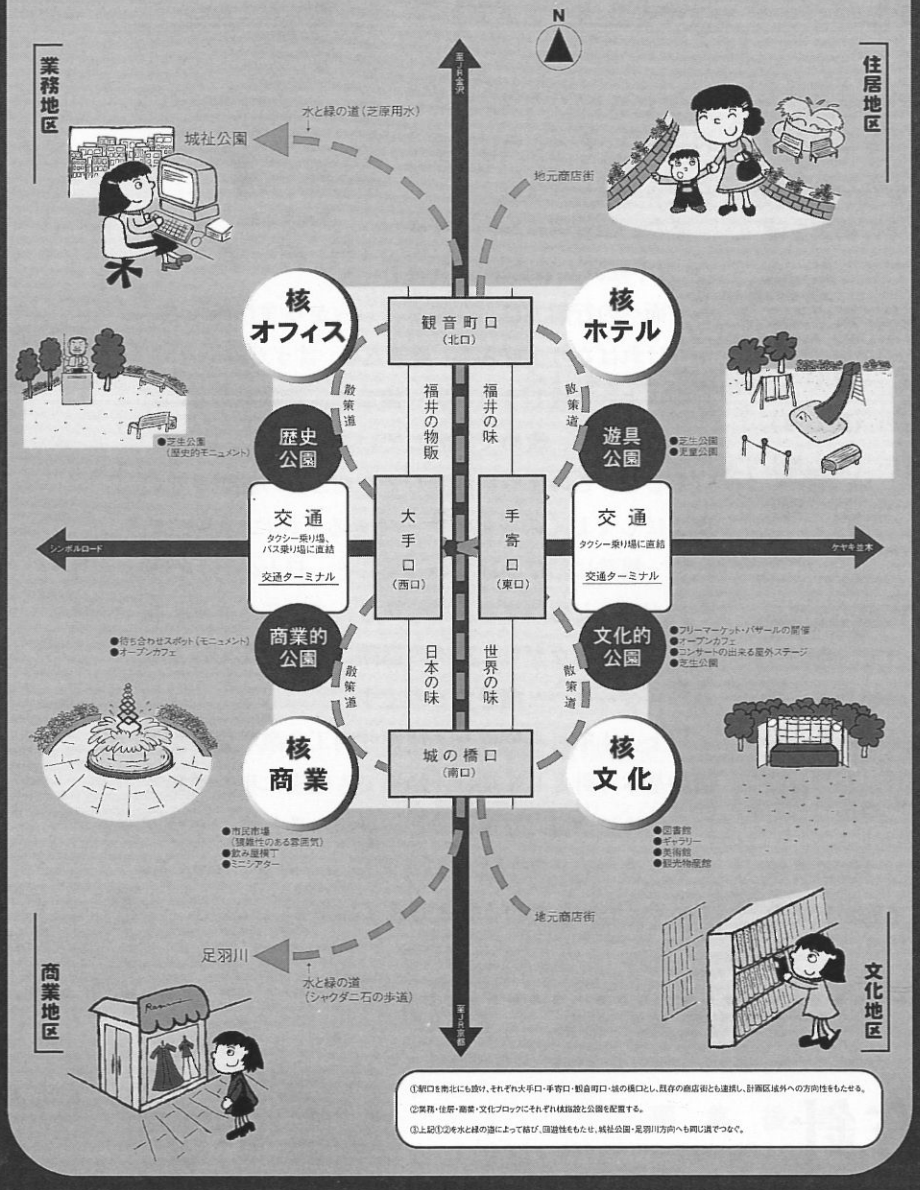 N
業務地区
住居地区
至JR金沢
水と緑の道(芝原用水)
城祉公園
地元商店街
核
オフィス
観音町口
(北口)
核
ホテル
散策道
福井の物販
福井の味
散策道
歴史
公園
遊具
公園
●芝生公園
(歴史的モニュメント)
●芝生公園
●児童公園
交通
タクシー乗り場、
バス乗り場に直結
交通ターミナル
大手口
(西口)
手寄口
(東口)
交通
タクシー乗り場に直結
交通ターミナル
シンボルロード
ケヤキ並木
●待ち合わせスポット(モニュメント)
●オープンカフェ
商業的
公園
文化的
公園
●フリーマーケット・バザールの開催
●オープンカフェ
●コンサートの出来る屋外ステージ
●芝生公園
散策道
日本の味
世界の味
散策道
核
商業
城の橋口
(南口)
核
文化
●市民市場
(猥雑性のある雰囲気)
●飲み屋横丁
●ミニシアター
●図書館
●ギャラリー
●美術館
●観光物産館
地元商店街
足羽川
水と緑の道
(シャクダニ石の歩道)
至JR京都
商業地区
文化地区
①駅口を南北にも設け、それぞれ大手口・手寄口・観音町口・城の橋口とし、既存の商店街とも連携し、計画区域外への方向性をもたせる。
②業務・住居・商業・文化ブロックにそれぞれ核施設と公園を配置する。
③上記①②を水と緑の道によって結び、回遊性をもたせ、城祉公園・足羽川方向へも同じ道でつなぐ。